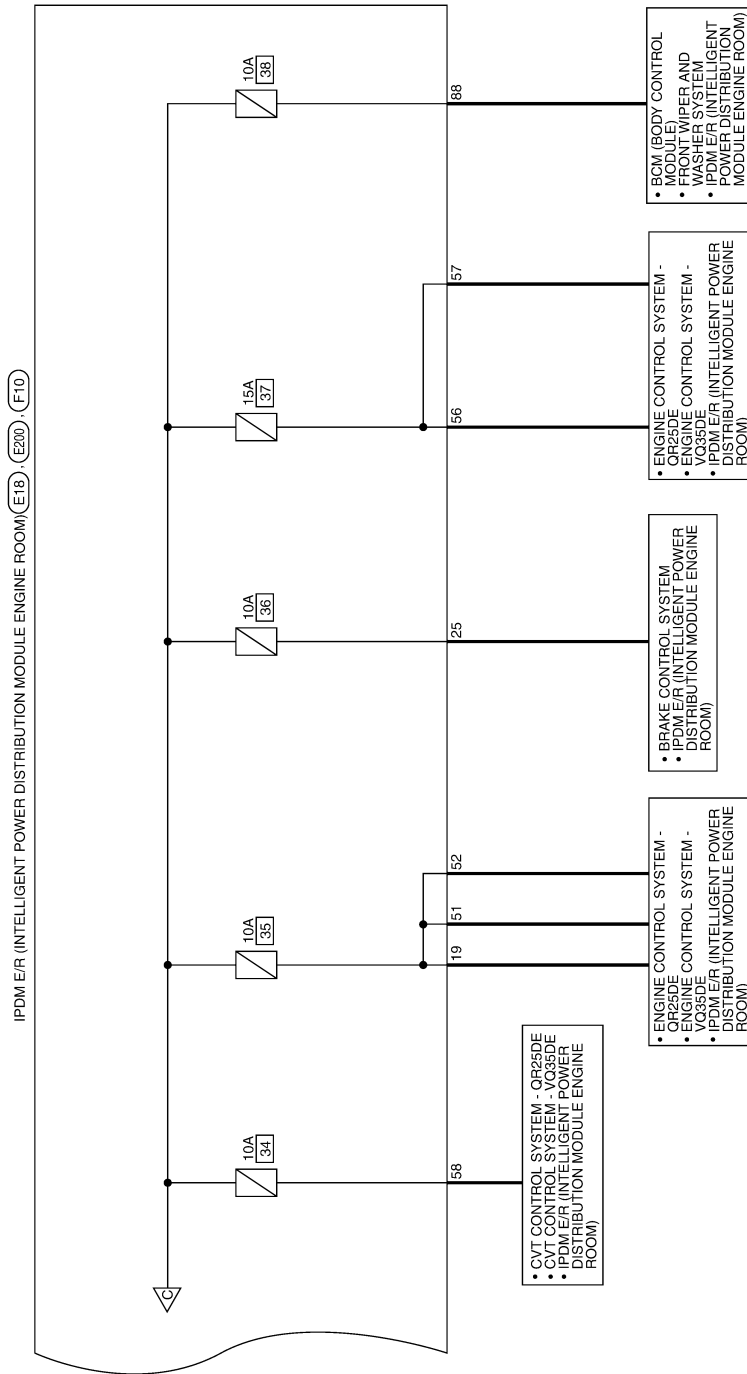 IPDM E/R (INTELLIGENT POWER DISTRIBUTION MODULE ENGINE ROOM) E18 , E200 , F10
C
10A
34
10A
35
10A
36
15A
37
10A
38
58
19
51
52
25
56
57
88
• CVT CONTROL SYSTEM - QR25DE
• CVT CONTROL SYSTEM - VQ35DE
• IPDM E/R (INTELLIGENT POWER
DISTRIBUTION MODULE ENGINE
ROOM)
• ENGINE CONTROL SYSTEM -
QR25DE
• ENGINE CONTROL SYSTEM -
VQ35DE
• IPDM E/R (INTELLIGENT POWER
DISTRIBUTION MODULE ENGINE
ROOM)
• BRAKE CONTROL SYSTEM
• IPDM E/R (INTELLIGENT POWER
DISTRIBUTION MODULE ENGINE
ROOM)
• ENGINE CONTROL SYSTEM -
QR25DE
• ENGINE CONTROL SYSTEM -
VQ35DE
• IPDM E/R (INTELLIGENT POWER
DISTRIBUTION MODULE ENGINE
ROOM)
• BCM (BODY CONTROL
MODULE)
• FRONT WIPER AND
WASHER SYSTEM
• IPDM E/R (INTELLIGENT
POWER DISTRIBUTION
MODULE ENGINE ROOM)